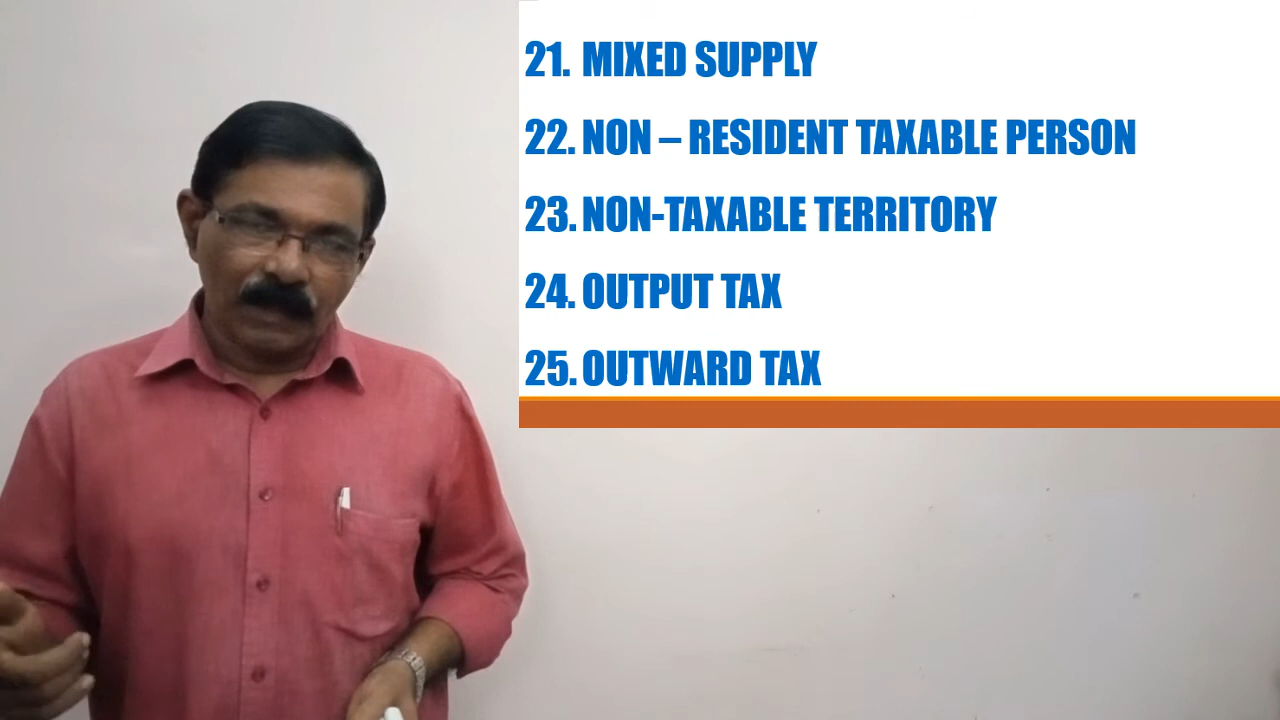 21. MIXED SUPPLY
22. NON – RESIDENT TAXABLE PERSON
23. NON-TAXABLE TERRITORY
24. OUTPUT TAX
25. OUTWARD TAX